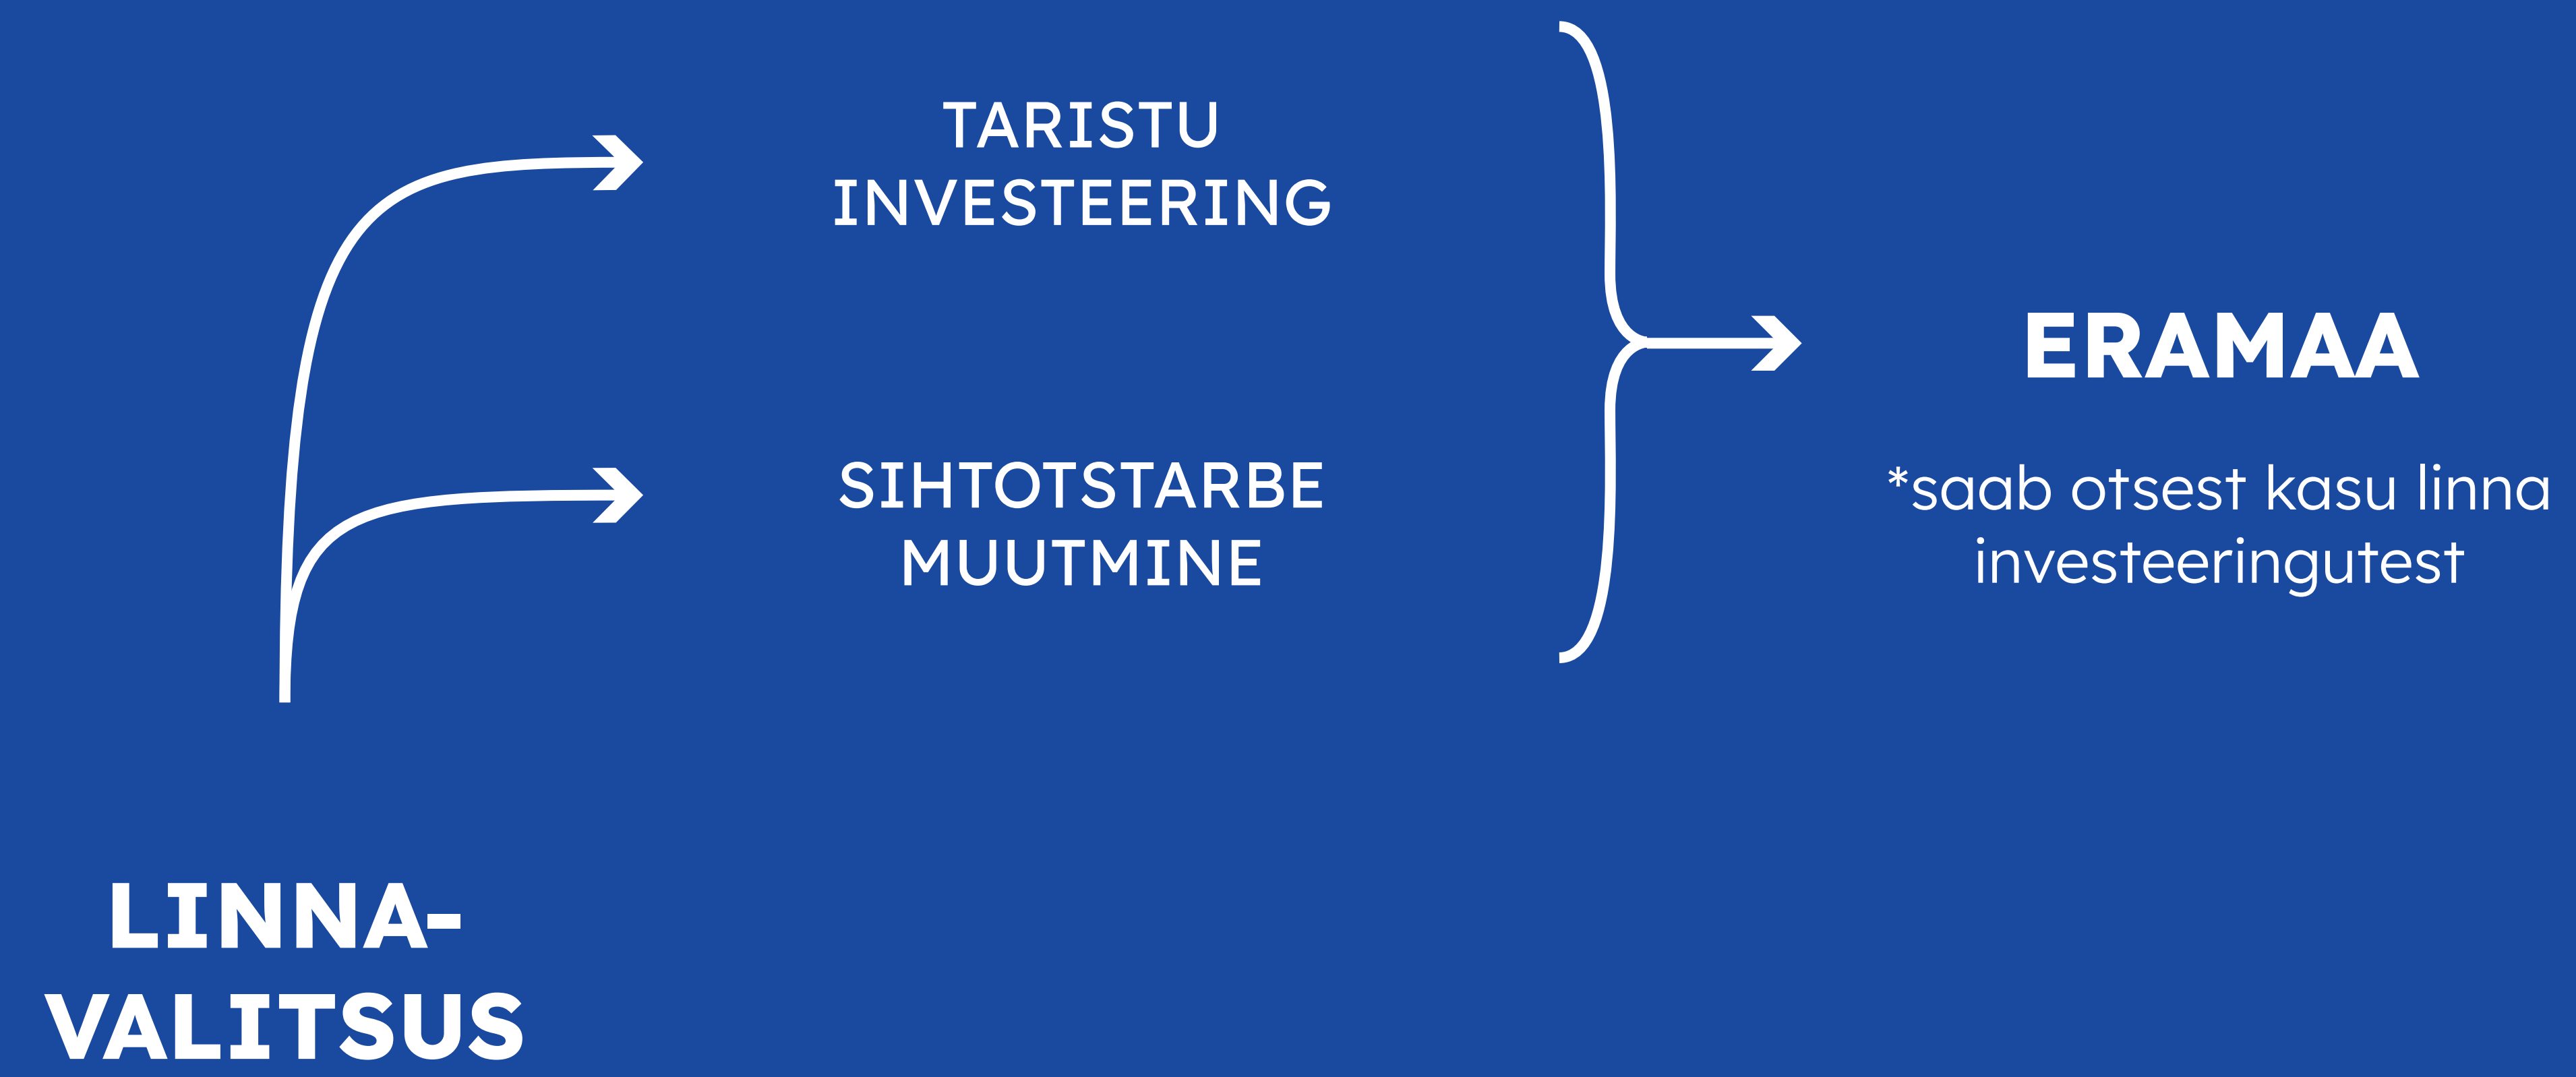 TARISTU
INVESTEERING
SIHTOTSTARBE
MUUTMINE
ERAMAA
*saab otsest kasu linna
investeeringutest
LINNA-
VALITSUS